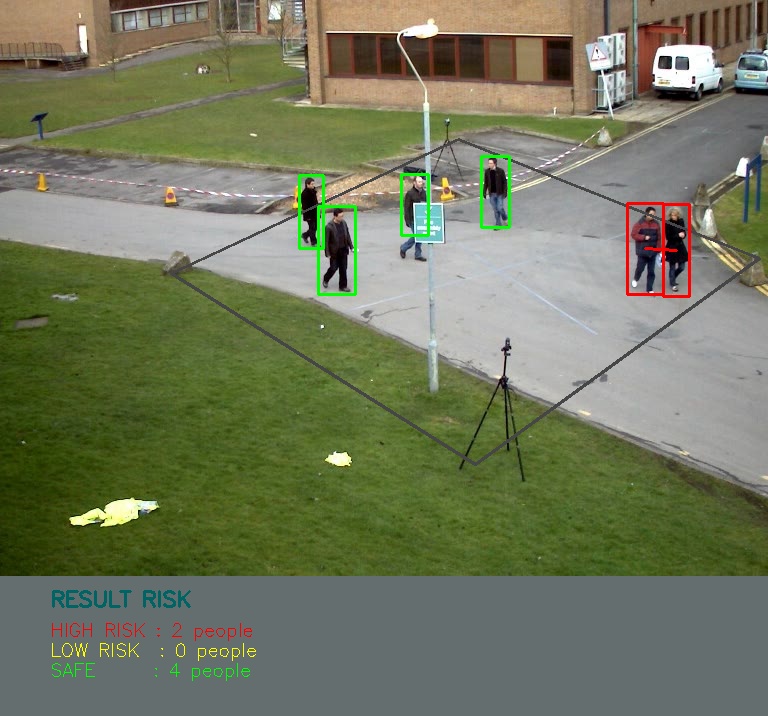 RESULT RISK
HIGH RISK : 2 people
LOW RISK : 0 people
SAFE : 4 people